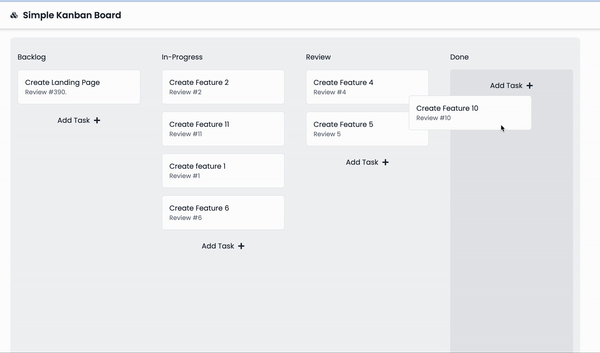 Simple Kanban Board
Backlog
Create Landing Page
Review #390.
Add Task +
In-Progress
Create Feature 2
Review #2
Create Feature 11
Review #11
Create feature 1
Review #1
Create Feature 6
Review #6
Add Task +
Review
Create Feature 4
Review #4
Create Feature 5
Review 5
Add Task +
Done
Add Task +
Create Feature 10
Review #10